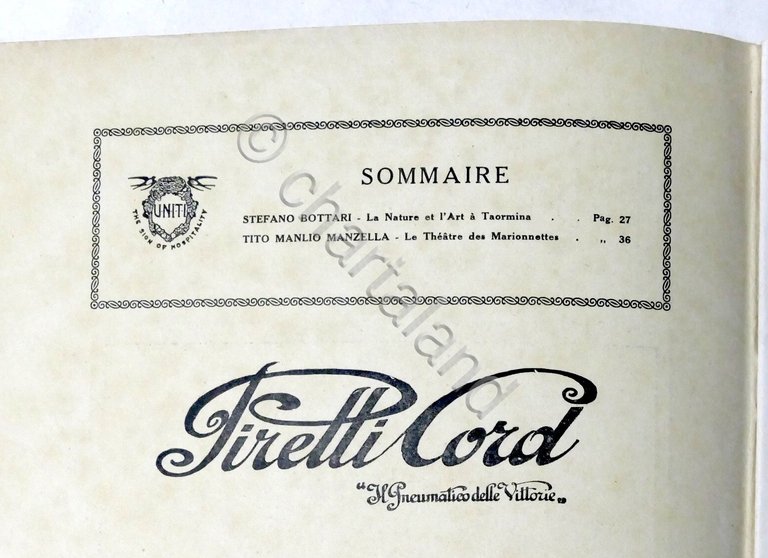 SOMMAIRE
UNITI
THE SIGN OF HOSPITALITY
STEFANO BOTTARI - La Nature et l'Art à Taormina . . Pag. 27
TITO MANLIO MANZELLA - Le Théâtre des Marionnettes . „ 36
© chartaland
Pirelli Cord
"Il Pneumatico delle Vittorie„